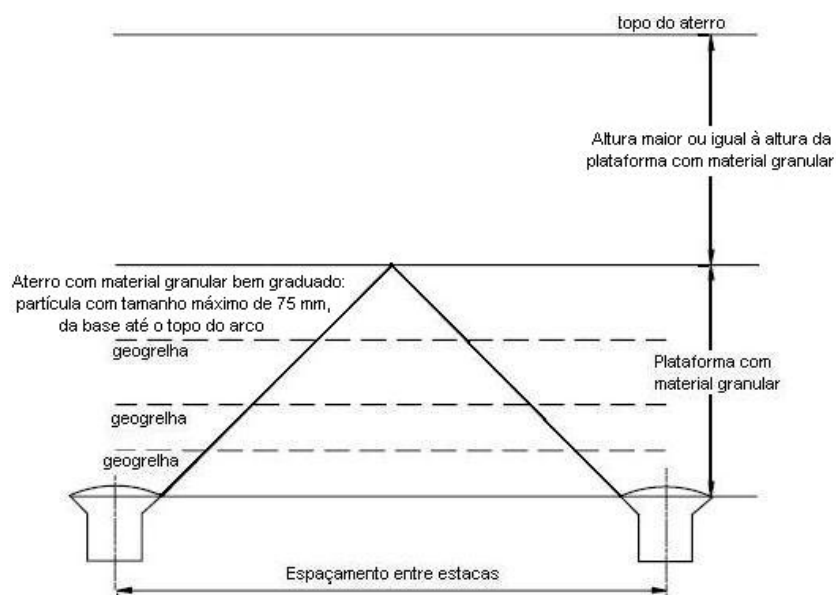 topo do aterro
Altura maior ou igual à altura da
plataforma com material granular
Aterro com material granular bem graduado:
partícula com tamanho máximo de 75 mm,
da base até o topo do arco
geogrelha
Plataforma com
material granular
geogrelha
geogrelha
Espaçamento entre estacas